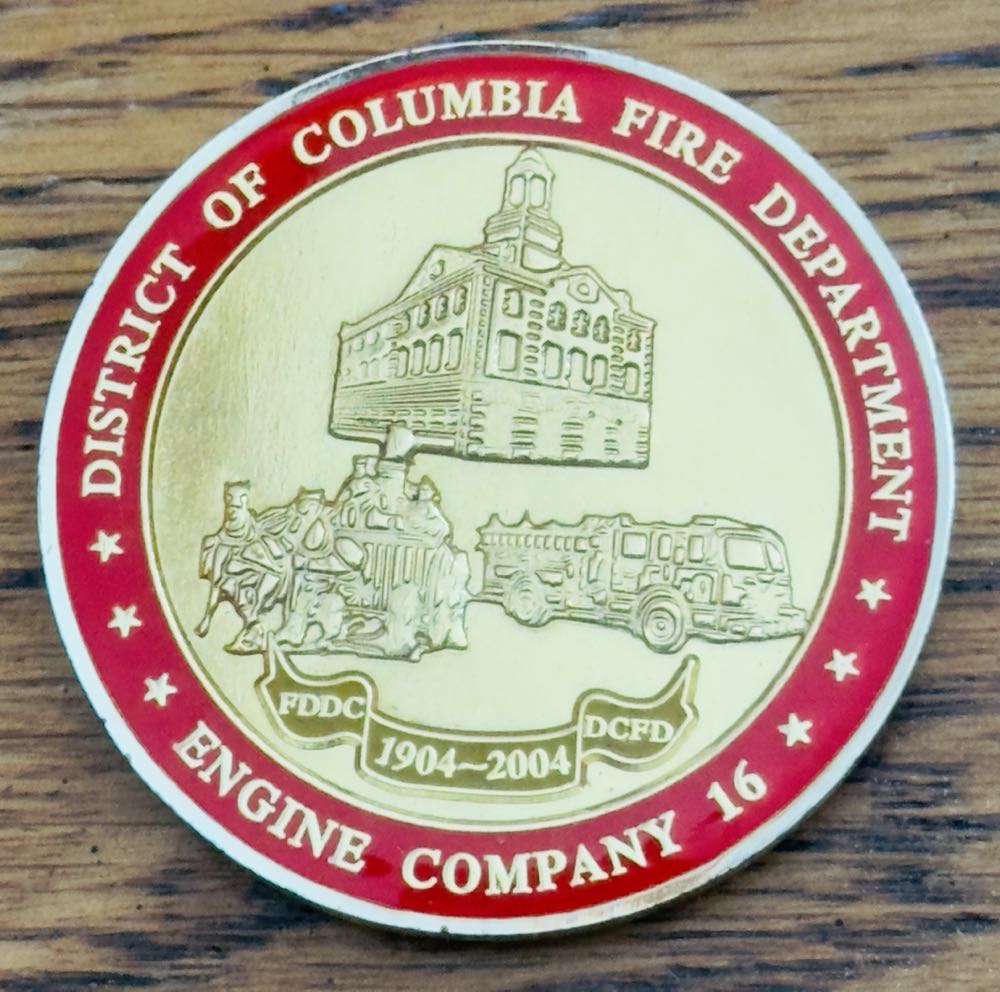 DISTRICT OF COLUMBIA FIRE DEPARTMENT
FDDC
1904~2004
DCFD
ENGINE COMPANY 16